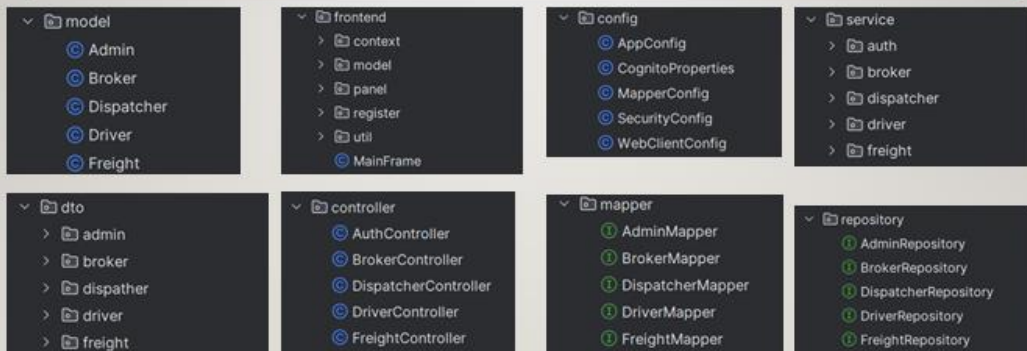 model
Admin
Broker
Dispatcher
Driver
Freight
frontend
context
model
panel
register
util
MainFrame
config
AppConfig
CognitoProperties
MapperConfig
SecurityConfig
WebClientConfig
service
auth
broker
dispatcher
driver
freight
dto
admin
broker
dispather
driver
freight
controller
AuthController
BrokerController
DispatcherController
DriverController
FreightController
mapper
AdminMapper
BrokerMapper
DispatcherMapper
DriverMapper
FreightMapper
repository
AdminRepository
BrokerRepository
DispatcherRepository
DriverRepository
FreightRepository